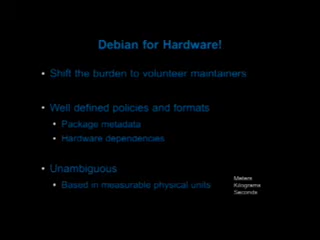 Debian for Hardware!
Shift the burden to volunteer maintainers
Well defined policies and formats
Package metadata
Hardware dependencies
Unambiguous
Based in measurable physical units
Meters
Kilograms
Seconds